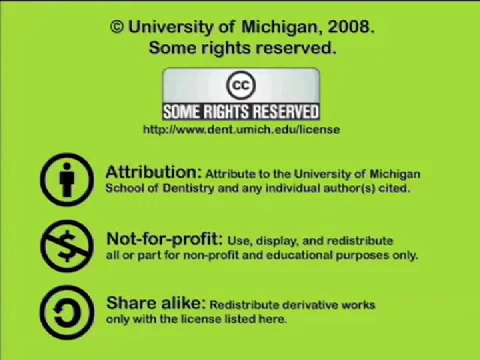 © University of Michigan, 2008.
Some rights reserved.
cc
SOME RIGHTS RESERVED
http://www.dent.umich.edu/license
Attribution: Attribute to the University of Michigan
School of Dentistry and any individual author(s) cited.
Not-for-profit: Use, display, and redistribute
all or part for non-profit and educational purposes only.
Share alike: Redistribute derivative works
only with the license listed here.